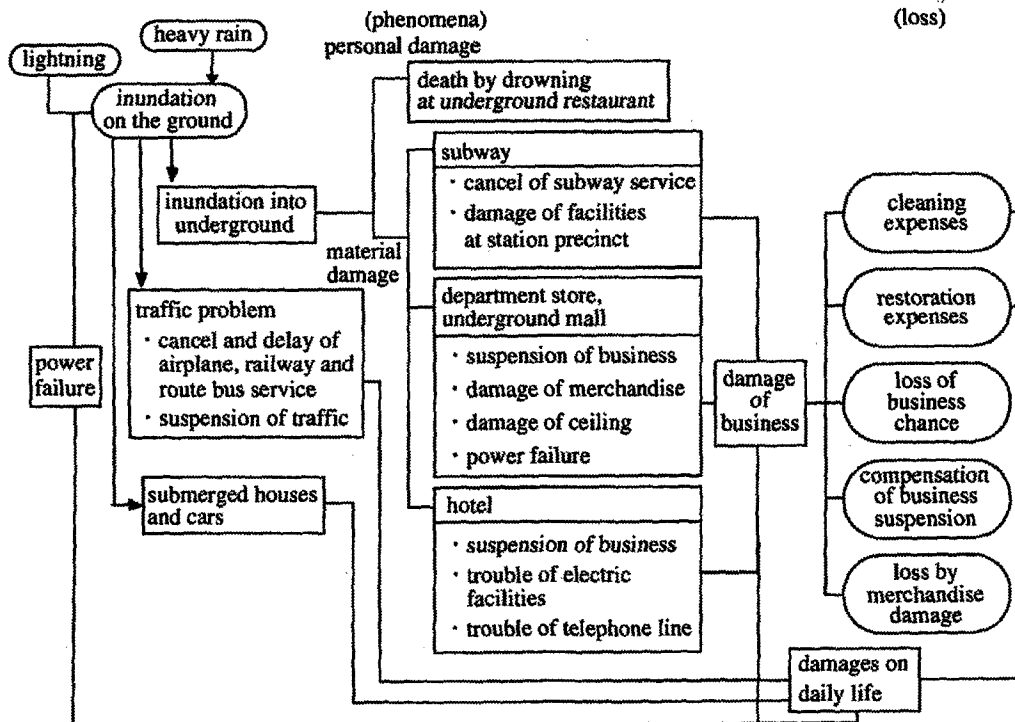 (phenomena)
(loss)
heavy rain
personal damage
lightning
death by drowning
at underground restaurant
inundation
on the ground
subway
· cancel of subway service
· damage of facilities
at station precinct
inundation into
underground
cleaning
expenses
material
damage
department store,
underground mall
· suspension of business
· damage of merchandise
· damage of ceiling
· power failure
restoration
expenses
traffic problem
· cancel and delay of
airplane, railway and
route bus service
· suspension of traffic
power
failure
damage
of
business
loss of
business
chance
submerged houses
and cars
hotel
· suspension of business
· trouble of electric
facilities
· trouble of telephone line
compensation
of business
suspension
loss by
merchandise
damage
damages on
daily life